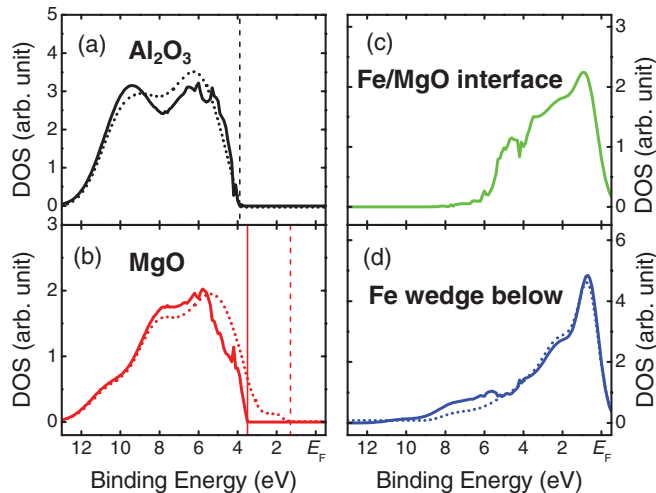 (a)
Al₂O₃
DOS (arb. unit)
5
4
3
2
1
0
(c)
Fe/MgO interface
DOS (arb. unit)
3
2
1
0
(b)
MgO
DOS (arb. unit)
3
2
1
0
12 10 8 6 4 2 E_F
Binding Energy (eV)
(d)
Fe wedge below
DOS (arb. unit)
6
4
2
0
12 10 8 6 4 2 E_F
Binding Energy (eV)